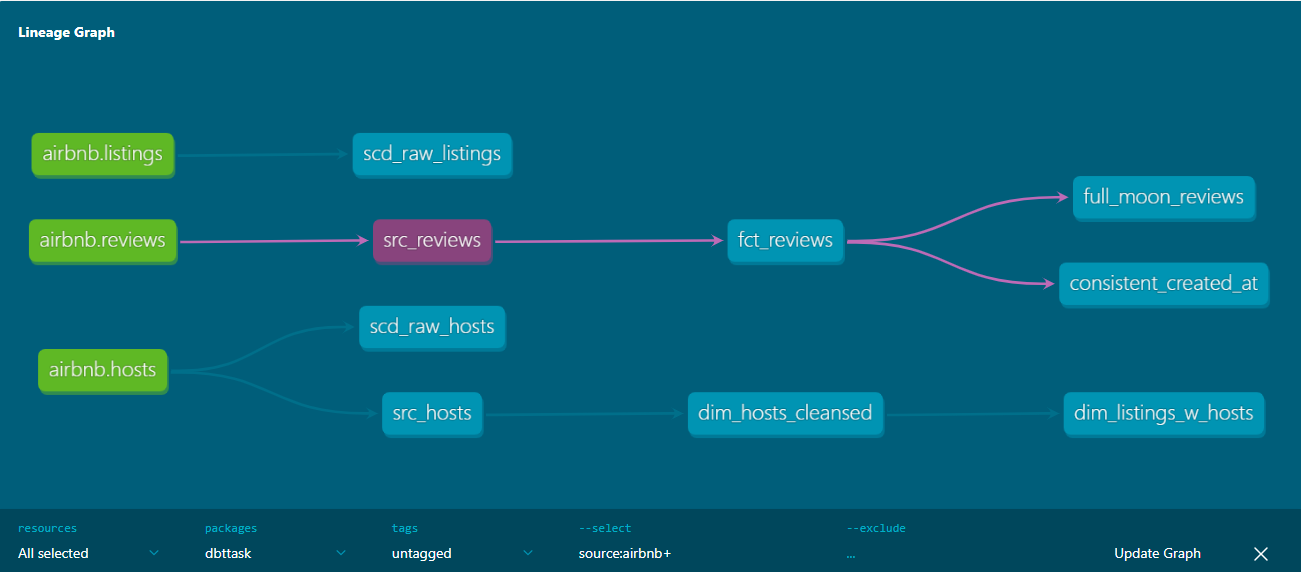 Lineage Graph
airbnb.listings
scd_raw_listings
full_moon_reviews
airbnb.reviews
src_reviews
fct_reviews
consistent_created_at
scd_raw_hosts
airbnb.hosts
src_hosts
dim_hosts_cleansed
dim_listings_w_hosts
resources
packages
tags
--select
--exclude
All selected
dbttask
untagged
source:airbnb+
...
Update Graph